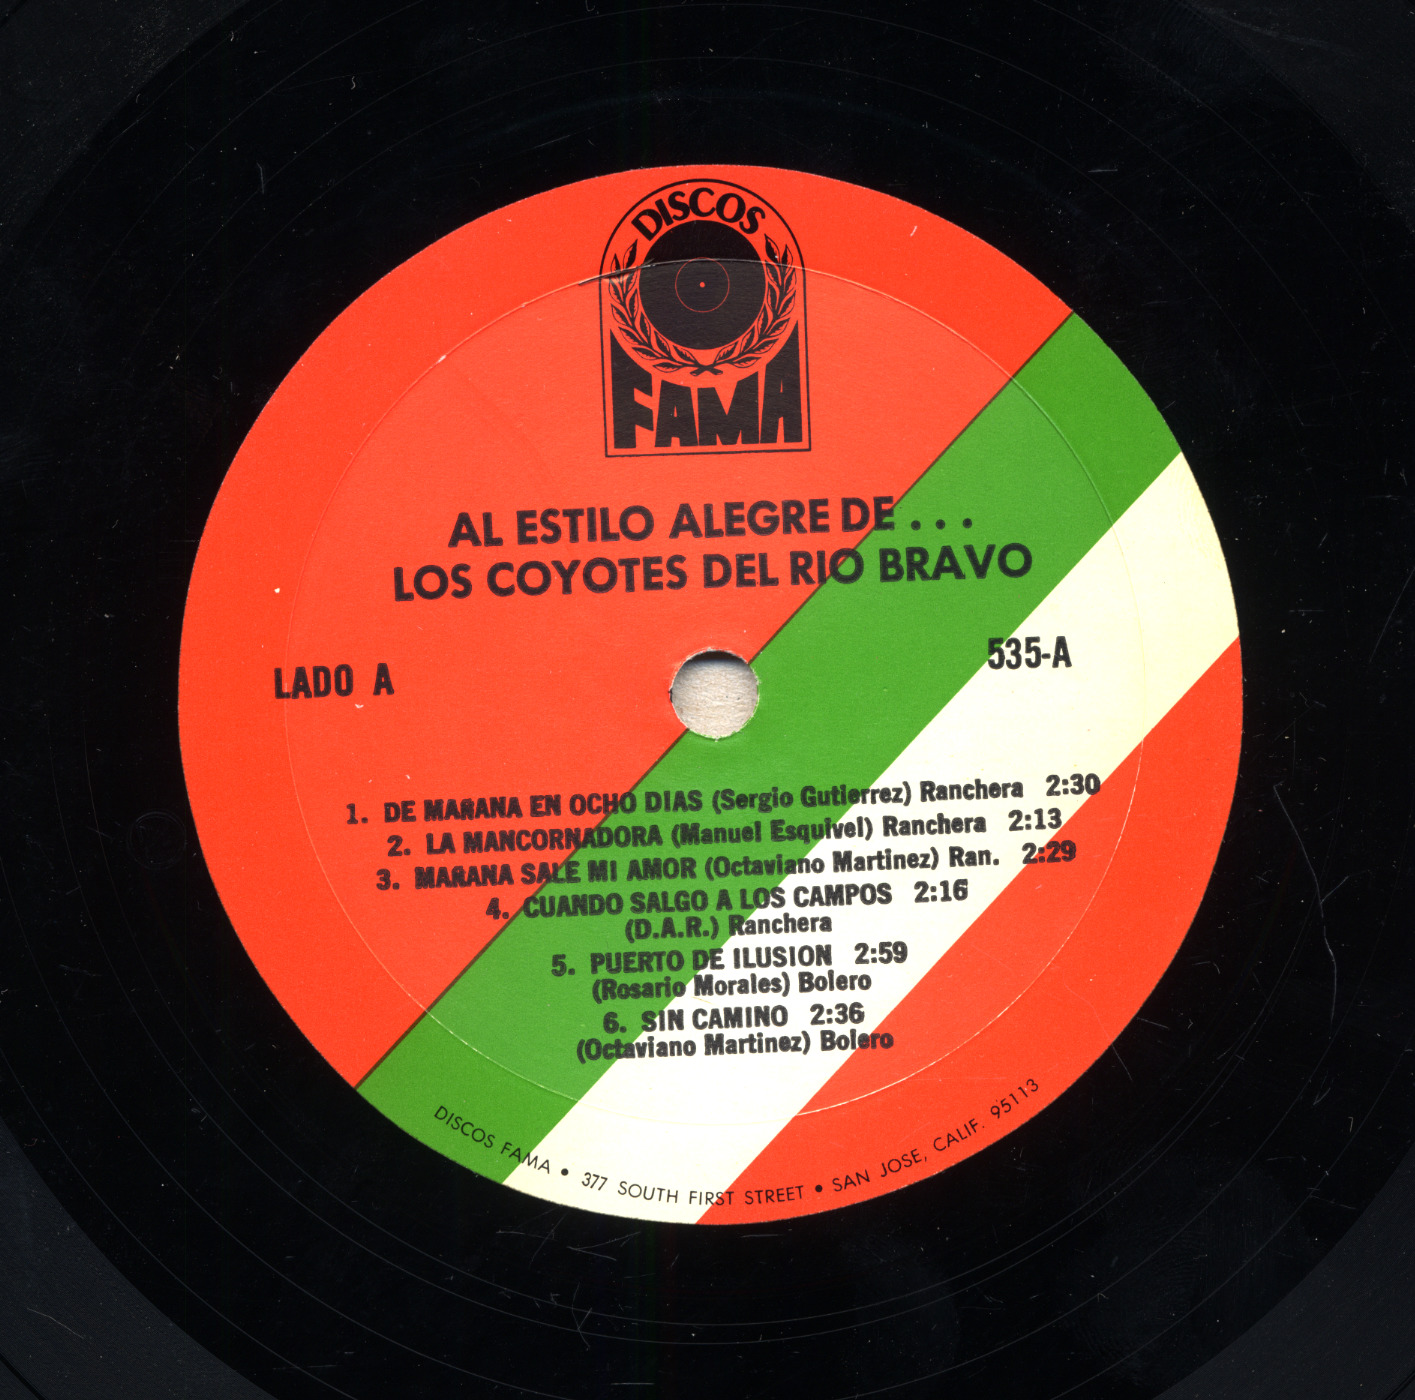 DISCOS
FAMA
AL ESTILO ALEGRE DE...
LOS COYOTES DEL RIO BRAVO
LADO A
535-A
1. DE MAÑANA EN OCHO DIAS (Sergio Gutierrez) Ranchera 2:30
2. LA MANCORNADORA (Manuel Esquivel) Ranchera 2:13
3. MAÑANA SALE MI AMOR (Octaviano Martinez) Ran. 2:29
4. CUANDO SALGO A LOS CAMPOS 2:16
(D.A.R.) Ranchera
5. PUERTO DE ILUSION 2:59
(Rosario Morales) Bolero
6. SIN CAMINO 2:36
(Octaviano Martinez) Bolero
DISCOS FAMA • 377 SOUTH FIRST STREET • SAN JOSE, CALIF. 95113